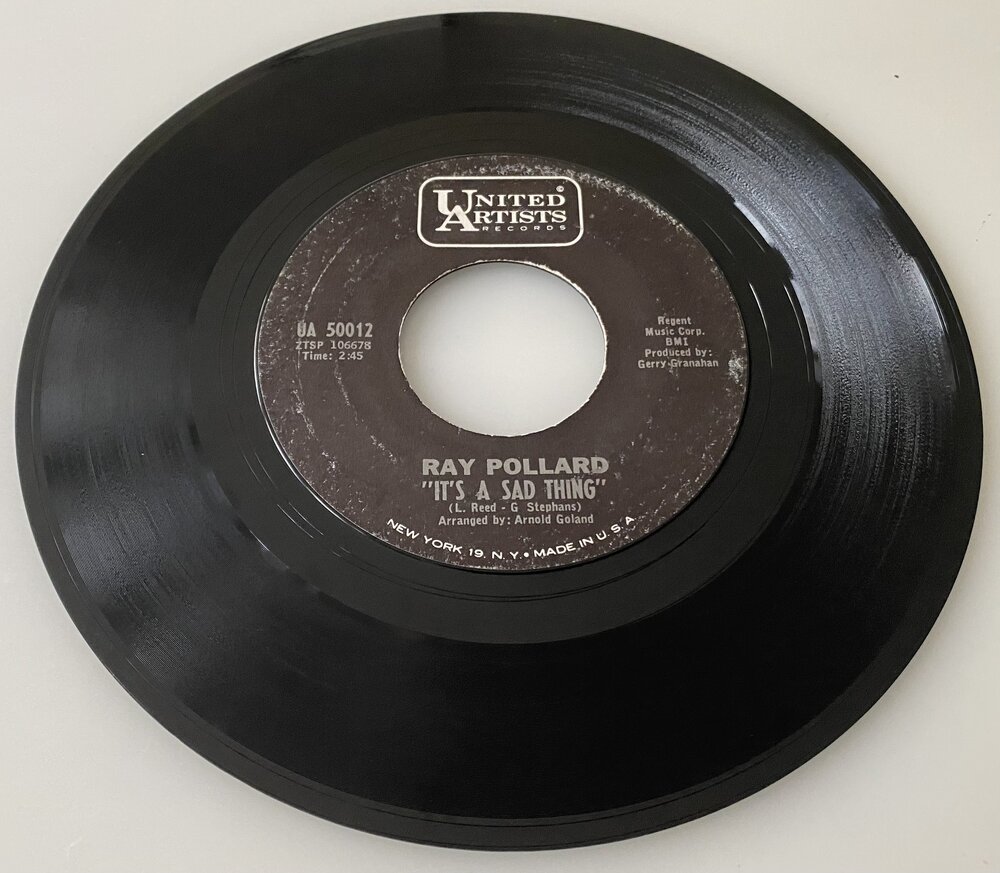 UNITED ©
ARTISTS
RECORDS
UA 50012
ZTSP 106678
Time: 2:45
Regent
Music Corp.
BMI
Produced by:
Gerry Granahan
RAY POLLARD
"IT'S A SAD THING"
(L. Reed - G Stephans)
Arranged by: Arnold Goland
NEW YORK 19, N. Y. • MADE IN U. S. A.